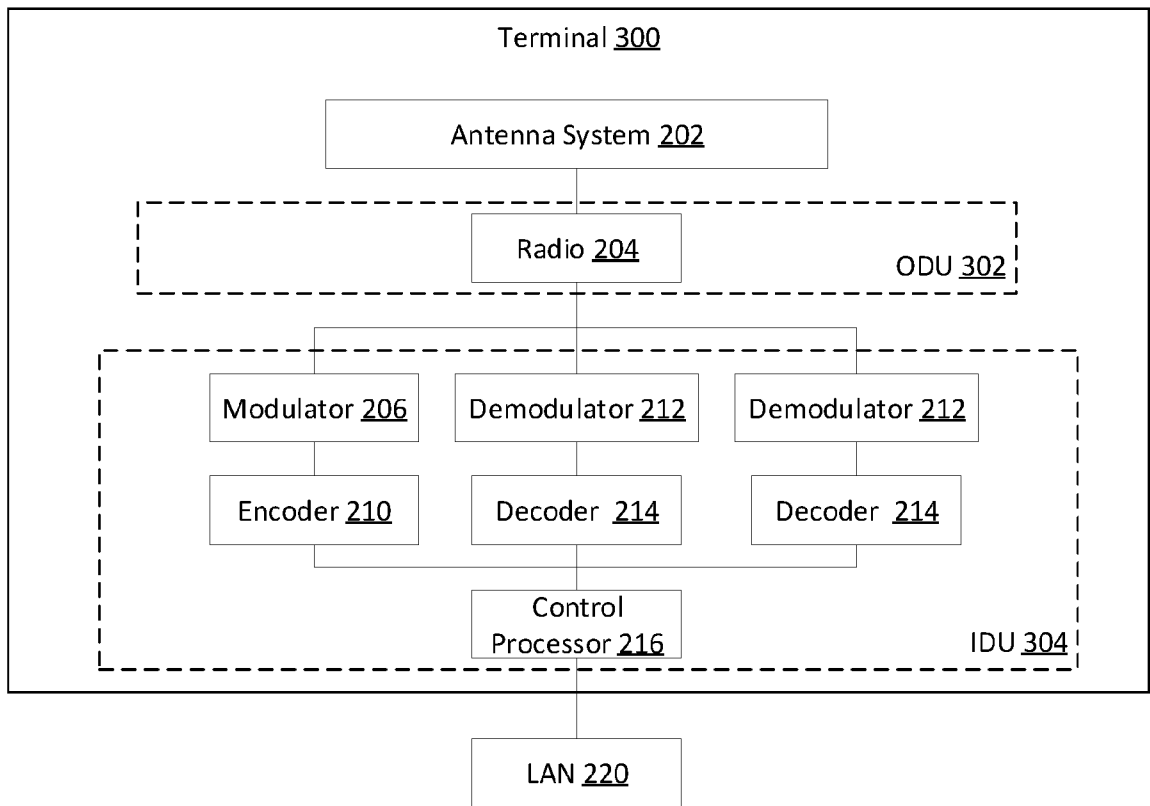 Terminal 300
Antenna System 202
Radio 204
ODU 302
Modulator 206
Demodulator 212
Demodulator 212
Encoder 210
Decoder 214
Decoder 214
Control
Processor 216
IDU 304
LAN 220